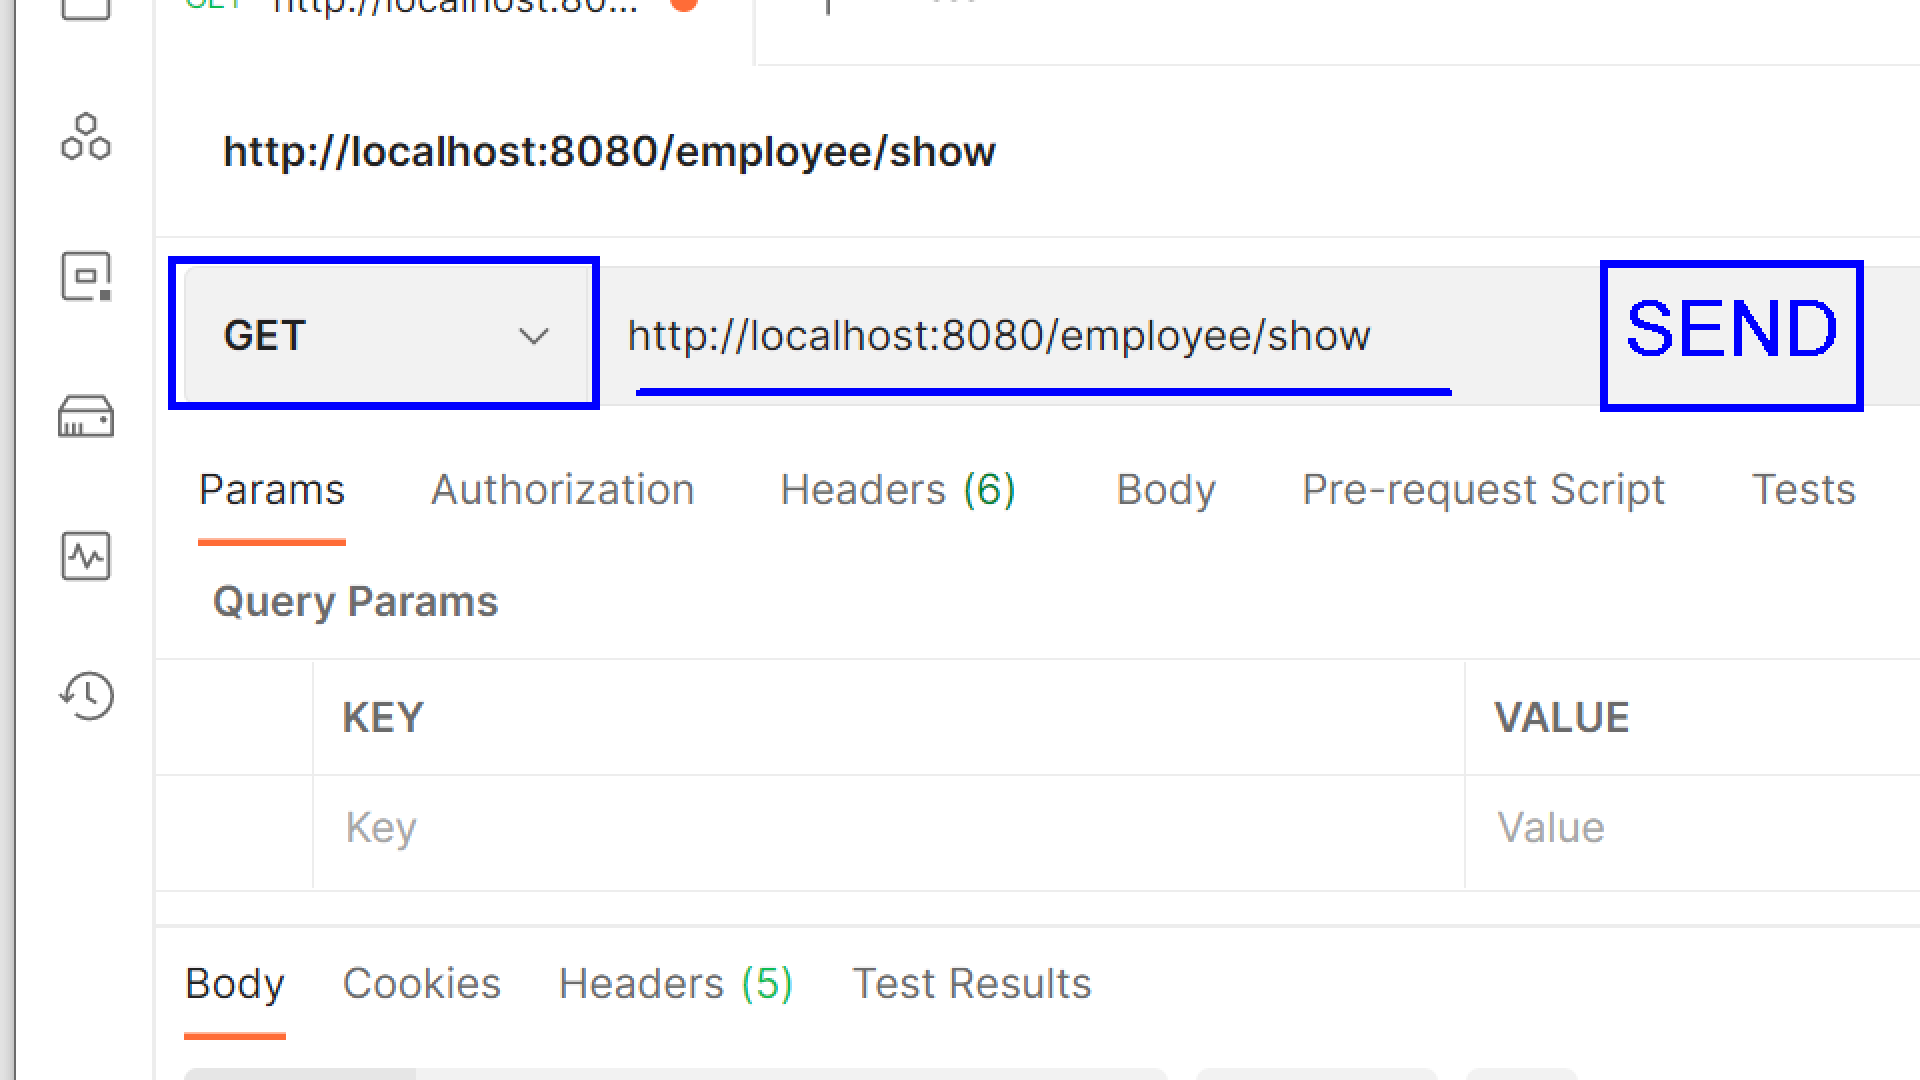 GET http://localhost:80...
http://localhost:8080/employee/show
GET http://localhost:8080/employee/show SEND
Params Authorization Headers (6) Body Pre-request Script Tests
Query Params
KEY VALUE
Key Value
Body Cookies Headers (5) Test Results